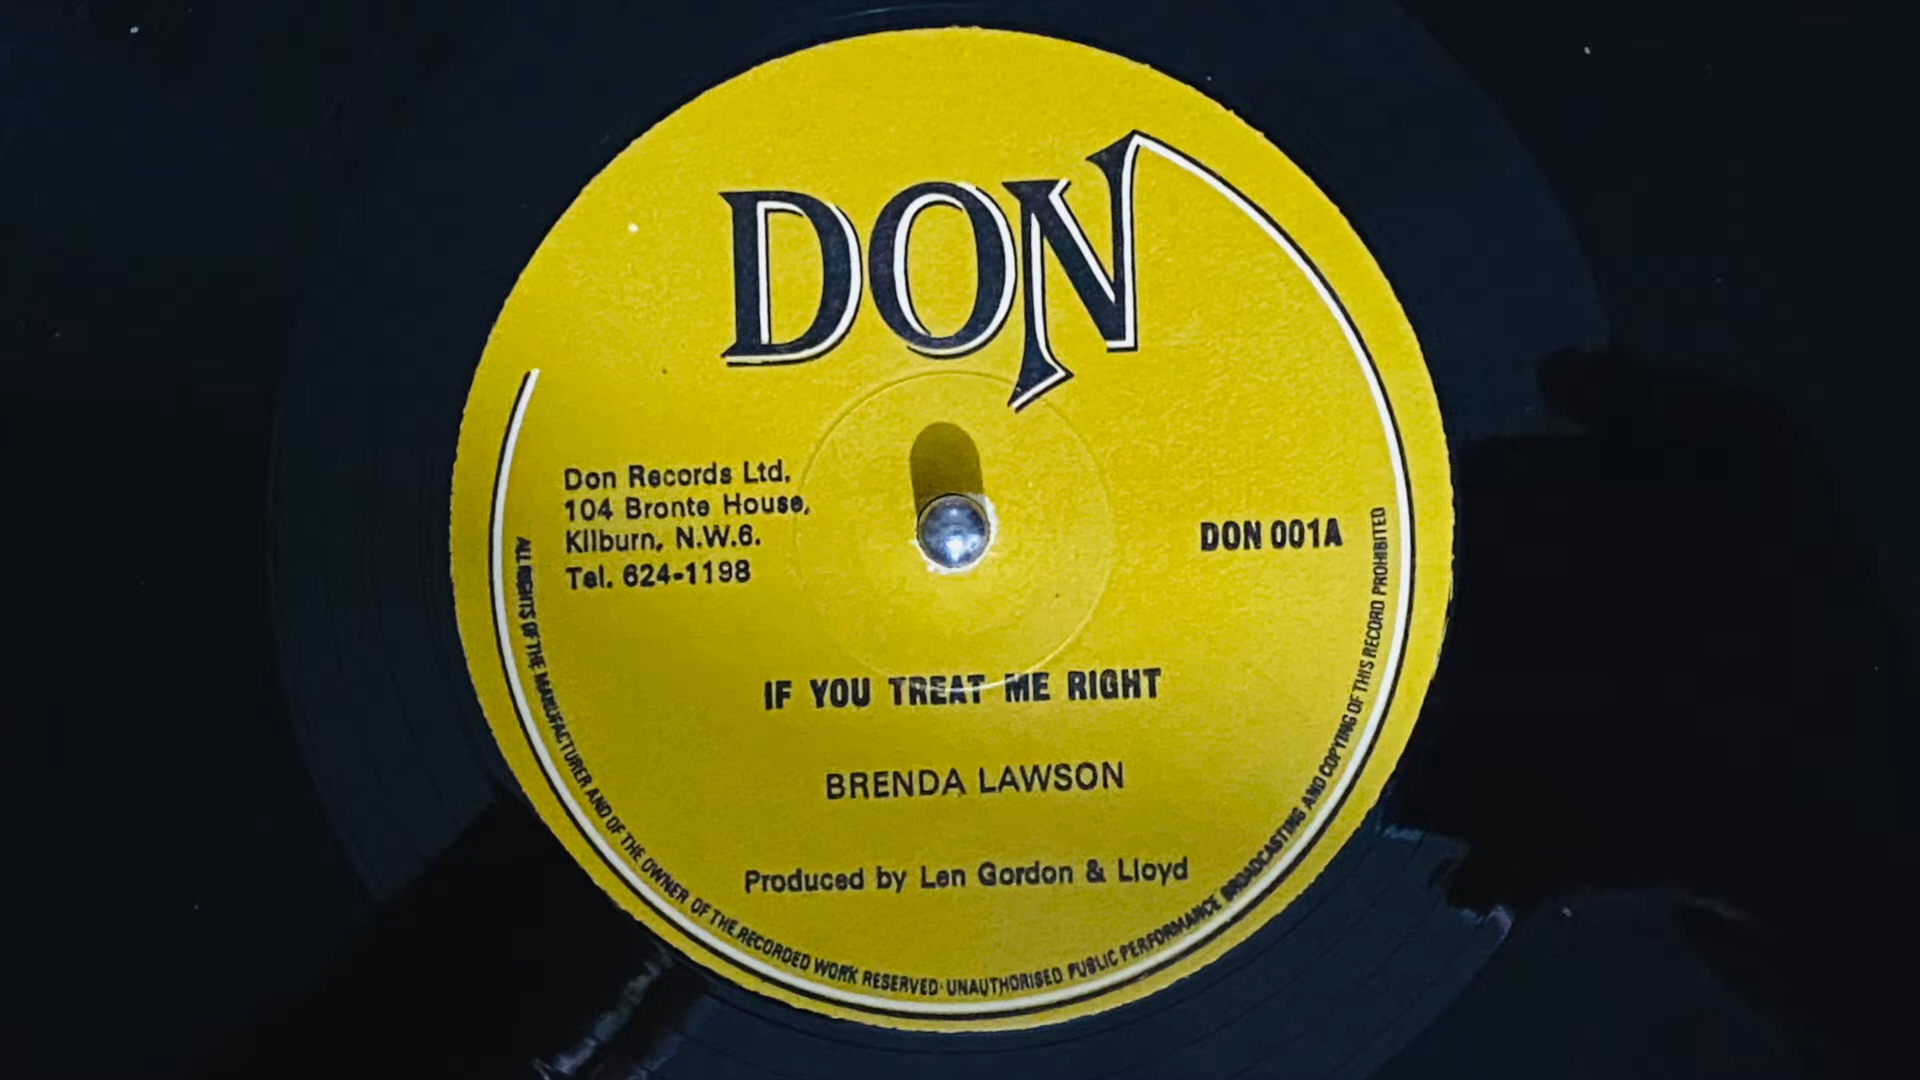 DON
Don Records Ltd.
104 Bronte House,
Kilburn, N.W.6.
Tel. 624-1198
DON 001A
IF YOU TREAT ME RIGHT
BRENDA LAWSON
Produced by Len Gordon & Lloyd
ALL RIGHTS OF THE MANUFACTURER AND OF THE OWNER OF THE RECORDED WORK RESERVED · UNAUTHORISED PUBLIC PERFORMANCE BROADCASTING AND COPYING OF THIS RECORD PROHIBITED